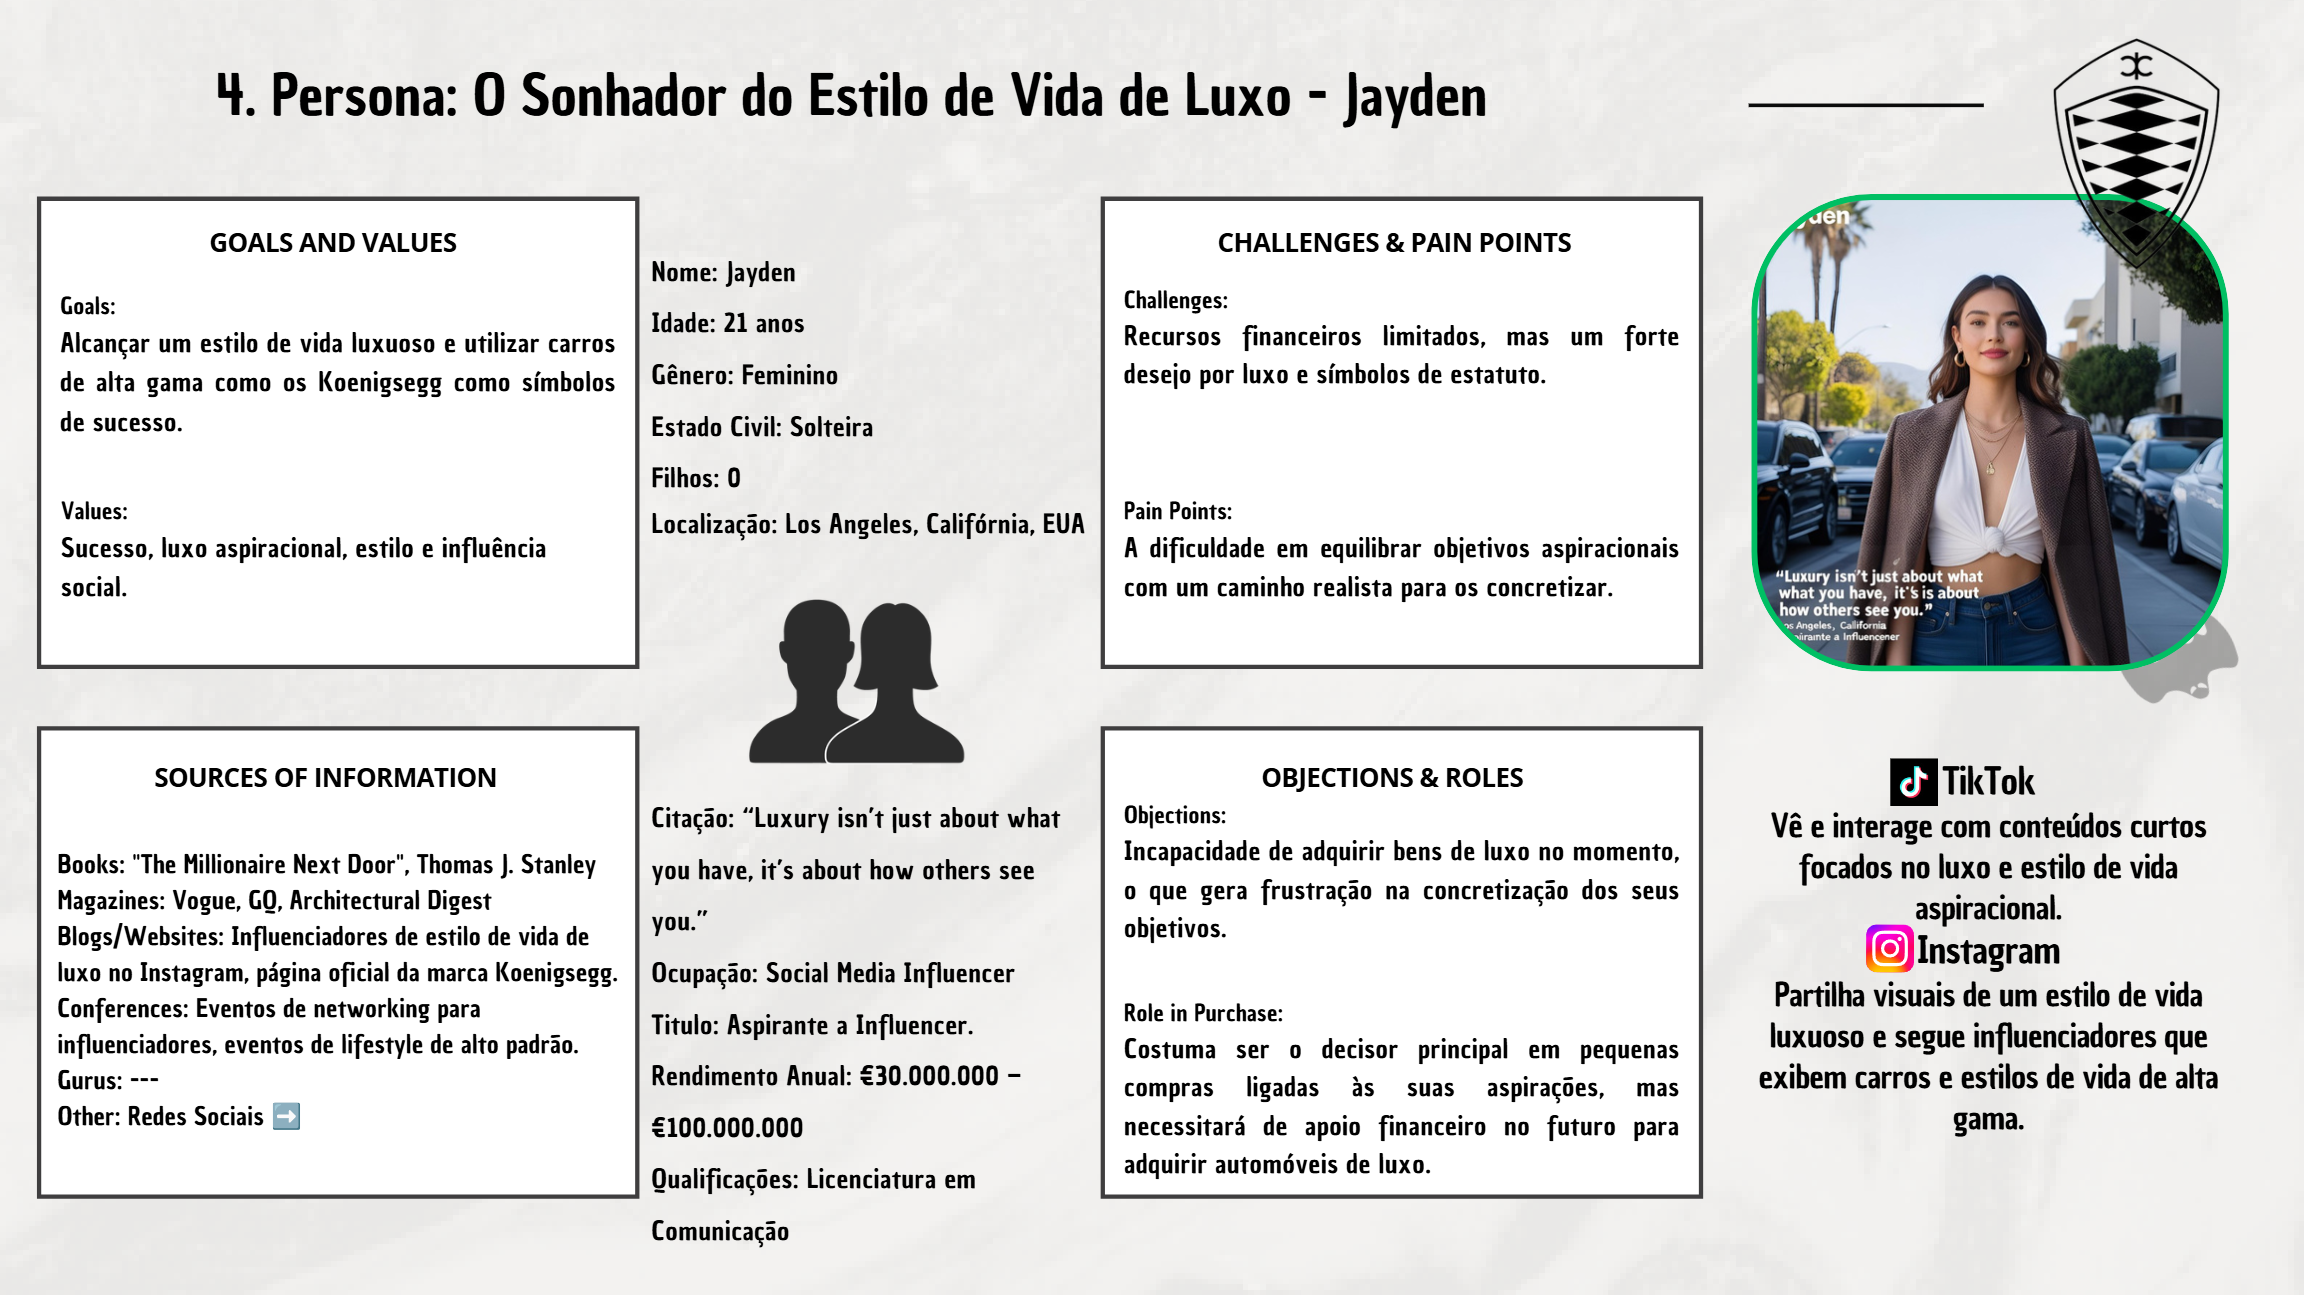 4. Persona: O Sonhador do Estilo de Vida de Luxo - Jayden
GOALS AND VALUES
Goals:
Alcançar um estilo de vida luxuoso e utilizar carros
de alta gama como os Koenigsegg como símbolos
de sucesso.
Values:
Sucesso, luxo aspiracional, estilo e influência
social.
Nome: Jayden
Idade: 21 anos
Gênero: Feminino
Estado Civil: Solteira
Filhos: 0
Localização: Los Angeles, Califórnia, EUA
CHALLENGES & PAIN POINTS
Challenges:
Recursos financeiros limitados, mas um forte
desejo por luxo e símbolos de estatuto.
Pain Points:
A dificuldade em equilibrar objetivos aspiracionais
com um caminho realista para os concretizar.
“Luxury isn’t just about what
what you have, it’s is about
how others see you.”
os Angeles, Callifornia
a Influencener
SOURCES OF INFORMATION
Books: "The Millionaire Next Door", Thomas J. Stanley
Magazines: Vogue, GQ, Architectural Digest
Blogs/Websites: Influenciadores de estilo de vida de
luxo no Instagram, página oficial da marca Koenigsegg.
Conferences: Eventos de networking para
influenciadores, eventos de lifestyle de alto padrão.
Gurus: ---
Other: Redes Sociais ➡️
Citação: “Luxury isn’t just about what
you have, it’s about how others see
you.”
Ocupação: Social Media Influencer
Titulo: Aspirante a Influencer.
Rendimento Anual: €30.000.000 –
€100.000.000
Qualificações: Licenciatura em
Comunicação
OBJECTIONS & ROLES
Objections:
Incapacidade de adquirir bens de luxo no momento,
o que gera frustração na concretização dos seus
objetivos.
Role in Purchase:
Costuma ser o decisor principal em pequenas
compras ligadas às suas aspirações, mas
necessitará de apoio financeiro no futuro para
adquirir automóveis de luxo.
TikTok
Vê e interage com conteúdos curtos
focados no luxo e estilo de vida
aspiracional.
Instagram
Partilha visuais de um estilo de vida
luxuoso e segue influenciadores que
exibem carros e estilos de vida de alta
gama.